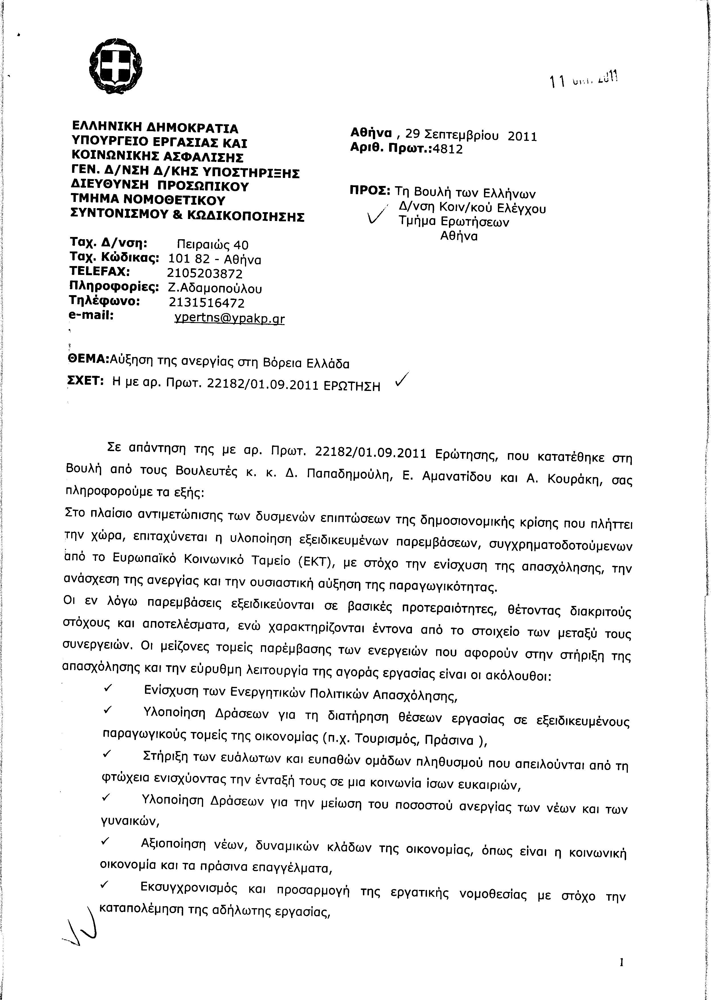 11 2011
ΕΛΛΗΝΙΚΗ ΔΗΜΟΚΡΑΤΙΑ
ΥΠΟΥΡΓΕΙΟ ΕΡΓΑΣΙΑΣ ΚΑΙ
ΚΟΙΝΩΝΙΚΗΣ ΑΣΦΑΛΙΣΗΣ
ΓΕΝ. Δ/ΝΣΗ Δ/ΚΗΣ ΥΠΟΣΤΗΡΙΞΗΣ
ΔΙΕΥΘΥΝΣΗ ΠΡΟΣΩΠΙΚΟΥ
ΤΜΗΜΑ ΝΟΜΟΘΕΤΙΚΟΥ
ΣΥΝΤΟΝΙΣΜΟΥ & ΚΩΔΙΚΟΠΟΙΗΣΗΣ
Αθήνα , 29 Σεπτεμβρίου 2011
Αριθ. Πρωτ.:4812
ΠΡΟΣ: Τη Βουλή των Ελλήνων
Δ/νση Κοιν/κού Ελέγχου
Τμήμα Ερωτήσεων
Αθήνα
Ταχ. Δ/νση: Πειραιώς 40
Ταχ. Κώδικας: 101 82 - Αθήνα
TELEFAX: 2105203872
Πληροφορίες: Ζ.Αδαμοπούλου
Τηλέφωνο: 2131516472
e-mail: ypertns@ypakp.gr
ΘΕΜΑ:Αύξηση της ανεργίας στη Βόρεια Ελλάδα
ΣΧΕΤ: Η με αρ. Πρωτ. 22182/01.09.2011 ΕΡΩΤΗΣΗ
Σε απάντηση της με αρ. Πρωτ. 22182/01.09.2011 Ερώτησης, που κατατέθηκε στη
Βουλή από τους Βουλευτές κ. κ. Δ. Παπαδημούλη, Ε. Αμανατίδου και Α. Κουράκη, σας
πληροφορούμε τα εξής:
Στο πλαίσιο αντιμετώπισης των δυσμενών επιπτώσεων της δημοσιονομικής κρίσης που πλήττει
την χώρα, επιταχύνεται η υλοποίηση εξειδικευμένων παρεμβάσεων, συγχρηματοδοτούμενων
από το Ευρωπαϊκό Κοινωνικό Ταμείο (ΕΚΤ), με στόχο την ενίσχυση της απασχόλησης, την
ανάσχεση της ανεργίας και την ουσιαστική αύξηση της παραγωγικότητας.
Οι εν λόγω παρεμβάσεις εξειδικεύονται σε βασικές προτεραιότητες, θέτοντας διακριτούς
στόχους και αποτελέσματα, ενώ χαρακτηρίζονται έντονα από το στοιχείο των μεταξύ τους
συνεργειών. Οι μείζονες τομείς παρέμβασης των ενεργειών που αφορούν στην στήριξη της
απασχόλησης και την εύρυθμη λειτουργία της αγοράς εργασίας είναι οι ακόλουθοι:
✓ Ενίσχυση των Ενεργητικών Πολιτικών Απασχόλησης,
✓ Υλοποίηση Δράσεων για τη διατήρηση θέσεων εργασίας σε εξειδικευμένους
παραγωγικούς τομείς της οικονομίας (π.χ. Τουρισμός, Πράσινα ),
✓ Στήριξη των ευάλωτων και ευπαθών ομάδων πληθυσμού που απειλούνται από τη
φτώχεια ενισχύοντας την ένταξή τους σε μια κοινωνία ίσων ευκαιριών,
✓ Υλοποίηση Δράσεων για την μείωση του ποσοστού ανεργίας των νέων και των
γυναικών,
✓ Αξιοποίηση νέων, δυναμικών κλάδων της οικονομίας, όπως είναι η κοινωνική
οικονομία και τα πράσινα επαγγέλματα,
✓ Εκσυγχρονισμός και προσαρμογή της εργατικής νομοθεσίας με στόχο την
καταπολέμηση της αδήλωτης εργασίας,
1